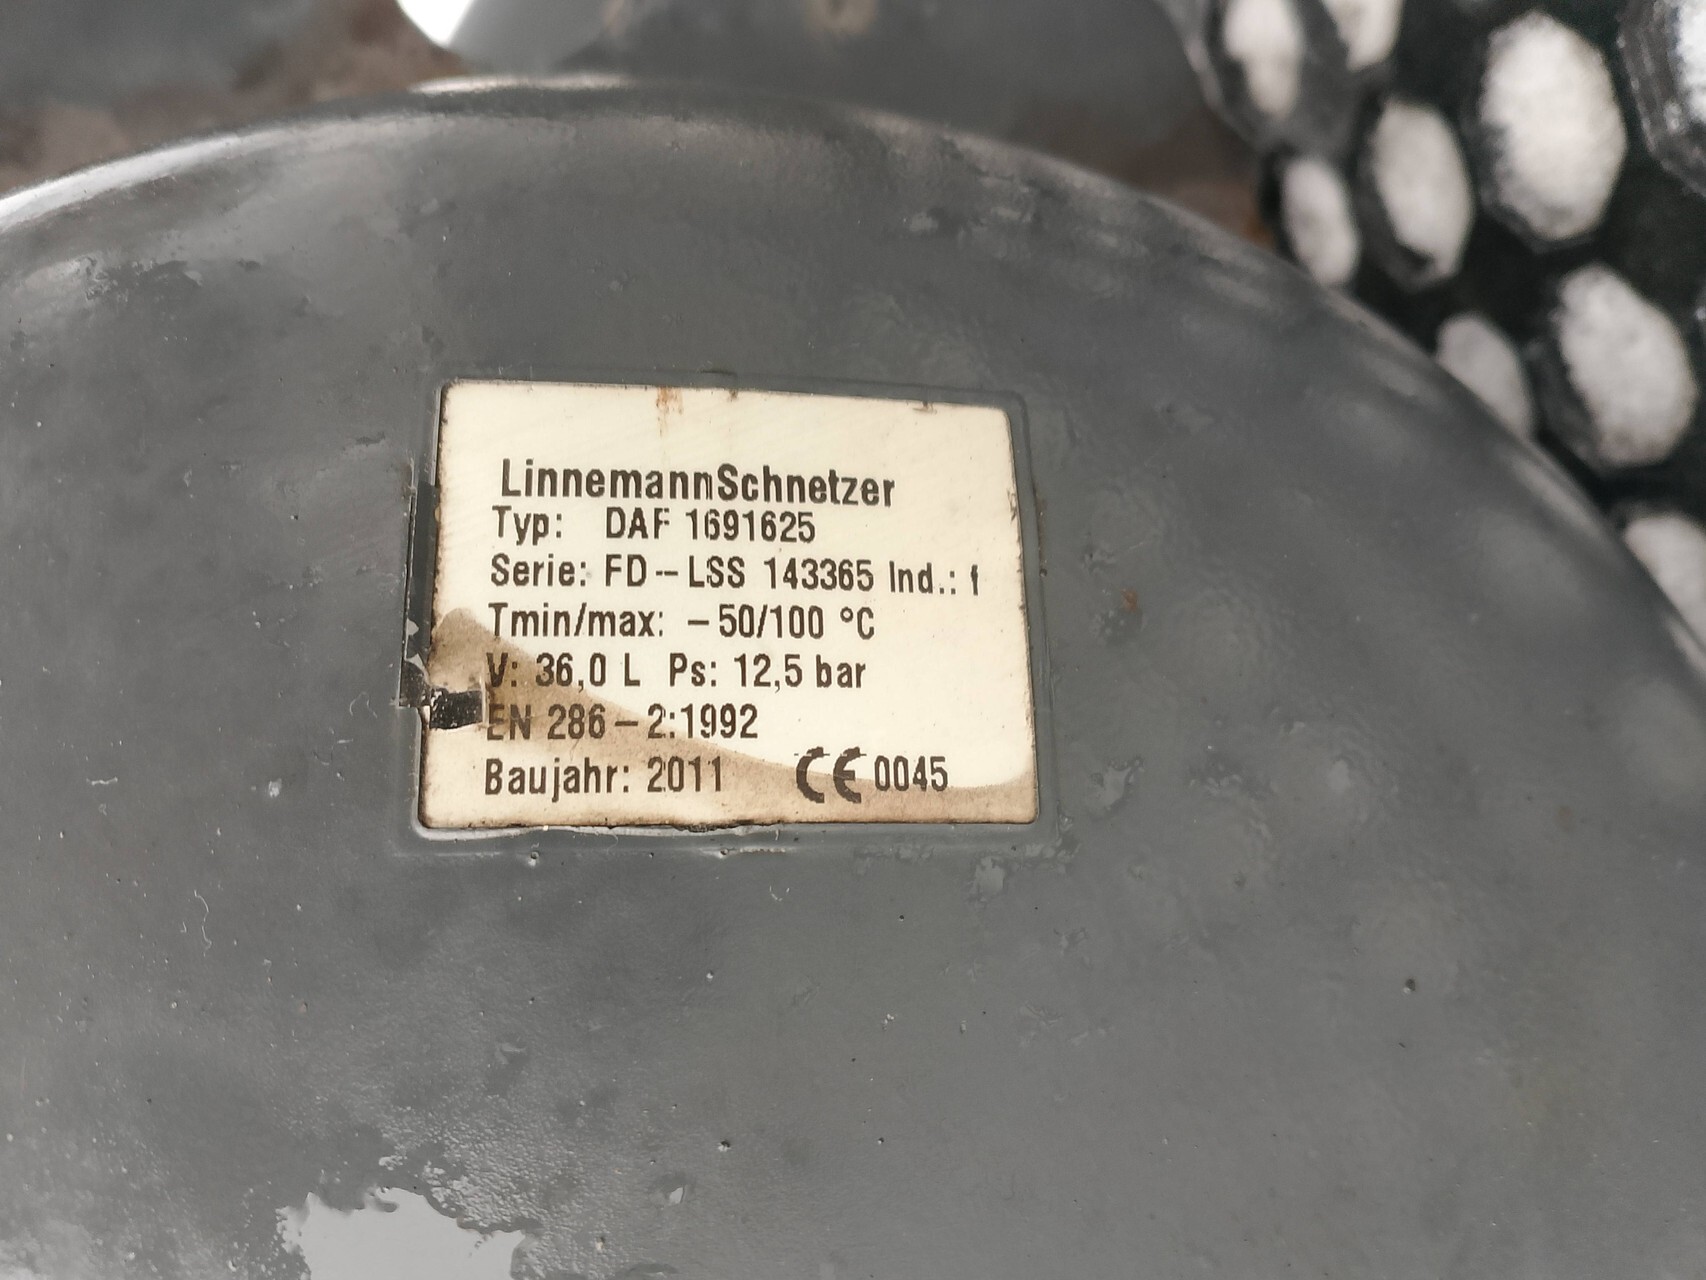 LinnemannSchnetzer
Typ: DAF 1691625
Serie: FD--LSS 143365 Ind.: f
Tmin/max: -50/100 °C
V: 36,0 L Ps: 12,5 bar
EN 286-2:1992
Baujahr: 2011 CE 0045